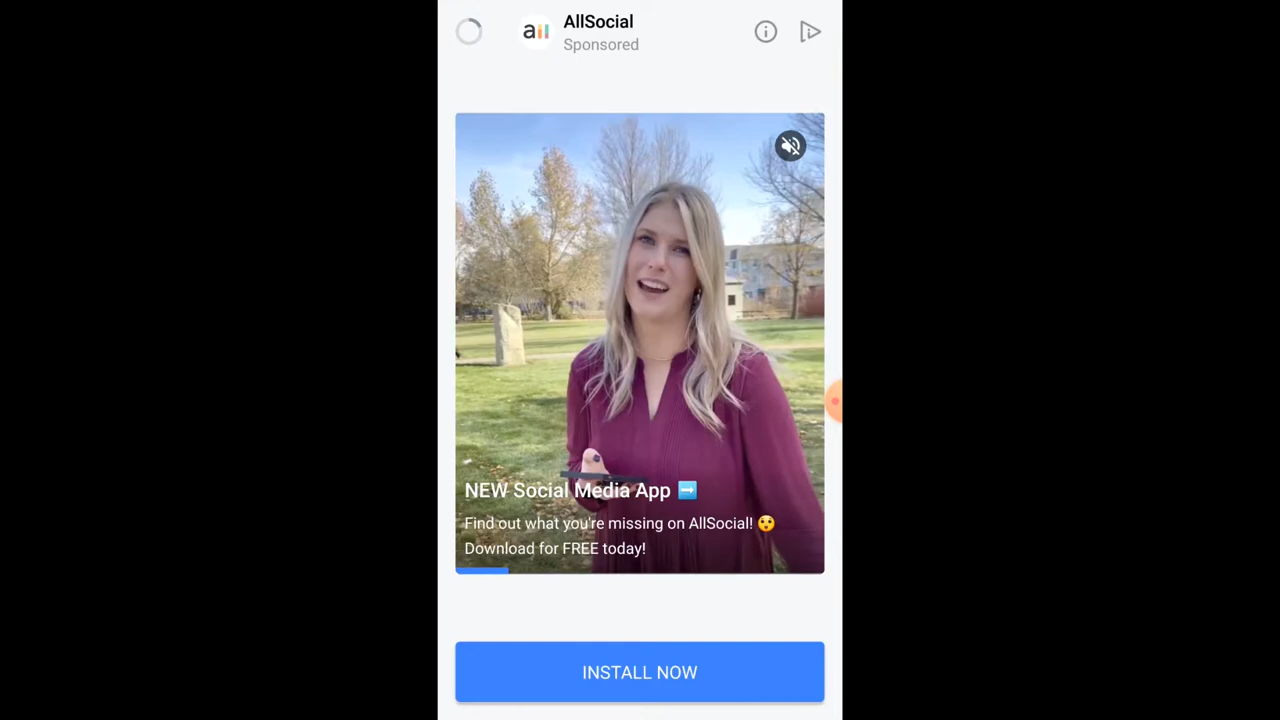 all
AllSocial
Sponsored
NEW Social Media App ➡️
Find out what you're missing on AllSocial! 😲
Download for FREE today!
INSTALL NOW